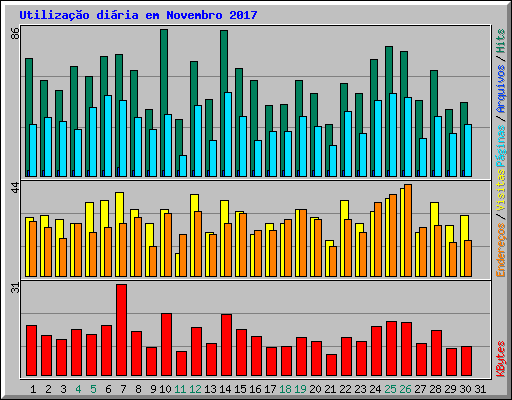 Utilização diária em Novembro 2017
86
44
31
KBytes
Endereços / Visitas
Páginas / Arquivos / Hits
1 2 3 4 5 6 7 8 9 10 11 12 13 14 15 16 17 18 19 20 21 22 23 24 25 26 27 28 29 30 31